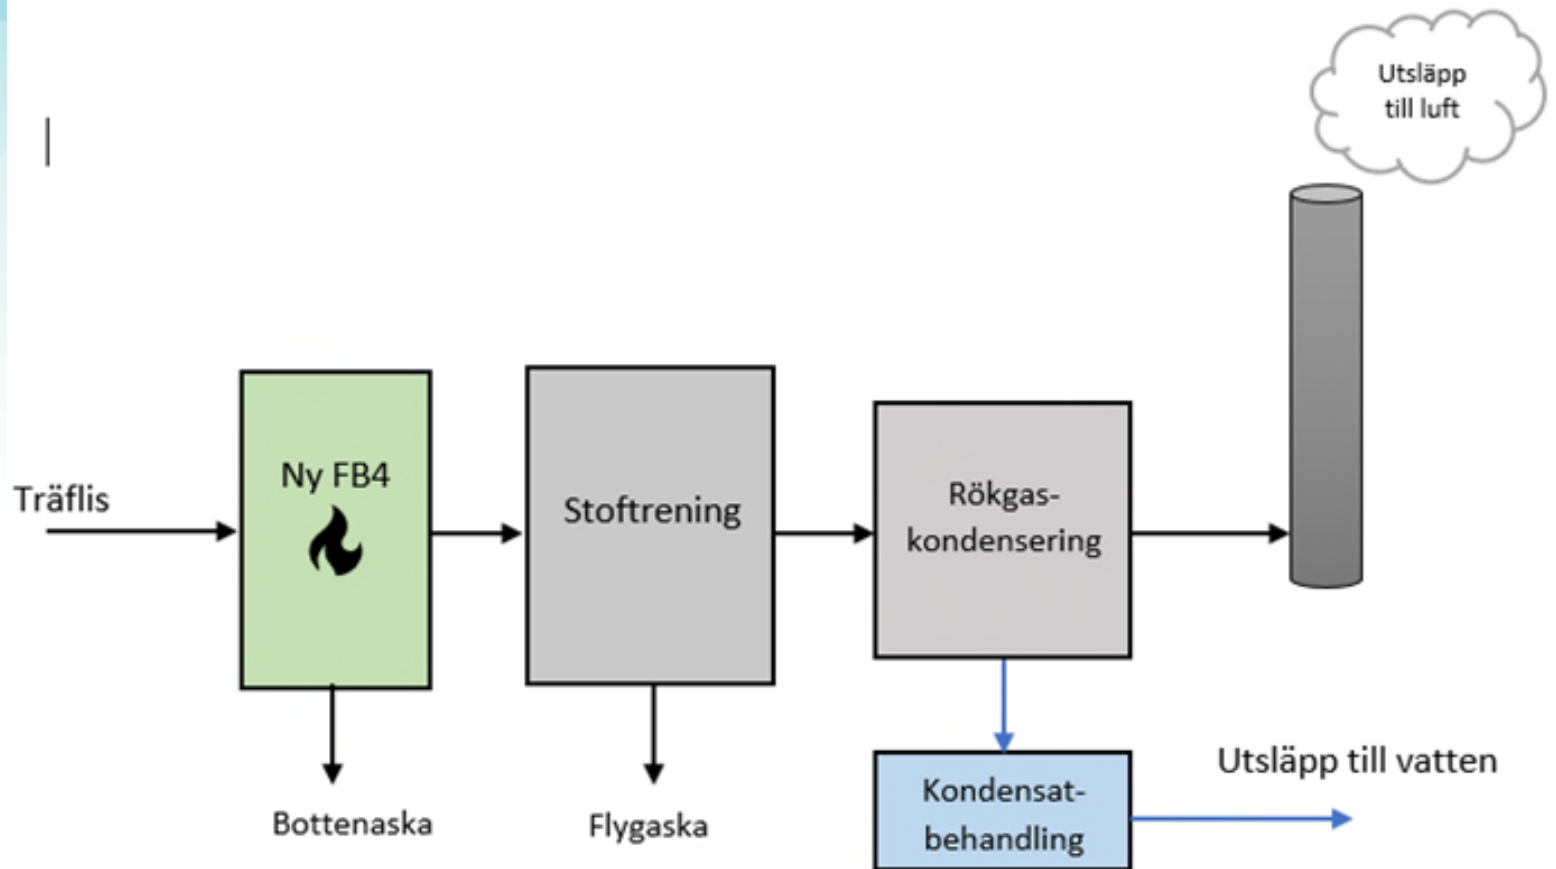 Utsläpp
till luft
Träflis
Ny FB4
Stoftrening
Rökgas-
kondensering
Bottenaska
Flygaska
Kondensat-
behandling
Utsläpp till vatten